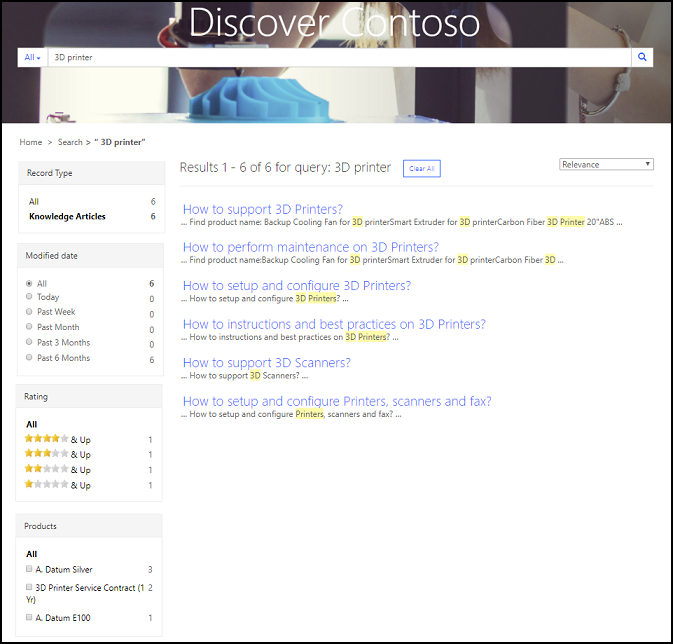 Discover Contoso
All
3D printer
Home > Search > “ 3D printer”
Record Type
All 6
Knowledge Articles 6
Modified date
All 6
Today 0
Past Week 0
Past Month 0
Past 3 Months 0
Past 6 Months 6
Rating
All
& Up 1
& Up 1
& Up 1
& Up 1
Products
All
A. Datum Silver 3
3D Printer Service Contract (1 2
Yr)
A. Datum E100 1
Results 1 - 6 of 6 for query: 3D printer
Clear All
Relevance
How to support 3D Printers?
... Find product name: Backup Cooling Fan for 3D printerSmart Extruder for 3D printerCarbon Fiber 3D Printer 20"ABS ...
How to perform maintenance on 3D Printers?
... Find product name:Backup Cooling Fan for 3D printerSmart Extruder for 3D printerCarbon Fiber 3D ...
How to setup and configure 3D Printers?
... How to setup and configure 3D Printers? ...
How to instructions and best practices on 3D Printers?
... How to instructions and best practices on 3D Printers? ...
How to support 3D Scanners?
... How to support 3D Scanners? ...
How to setup and configure Printers, scanners and fax?
... How to setup and configure Printers, scanners and fax? ...